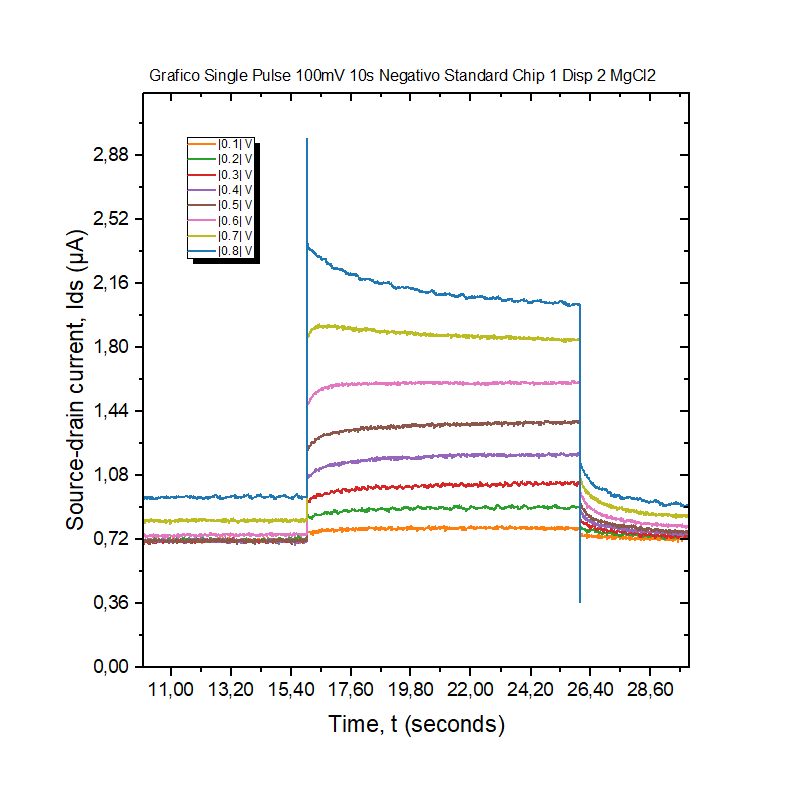 Grafico Single Pulse 100mV 10s Negativo Standard Chip 1 Disp 2 MgCl2
|0.1| V
|0.2| V
|0.3| V
|0.4| V
|0.5| V
|0.6| V
|0.7| V
|0.8| V
Source-drain current, Ids (µA)
2,88
2,52
2,16
1,80
1,44
1,08
0,72
0,36
0,00
11,00 13,20 15,40 17,60 19,80 22,00 24,20 26,40 28,60
Time, t (seconds)